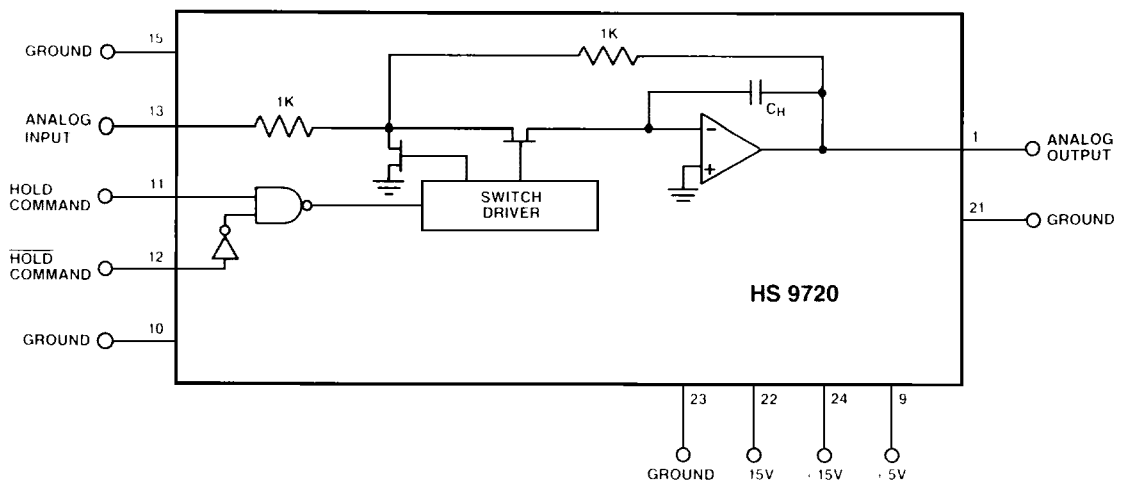 15
1K
GROUND
13
1K
C_H
ANALOG
INPUT
−
+
1
ANALOG
OUTPUT
11
HOLD
COMMAND
SWITCH
DRIVER
21
GROUND
12
HOLD
COMMAND
HS 9720
10
GROUND
23
22
24
9
GROUND
15V
15V
5V